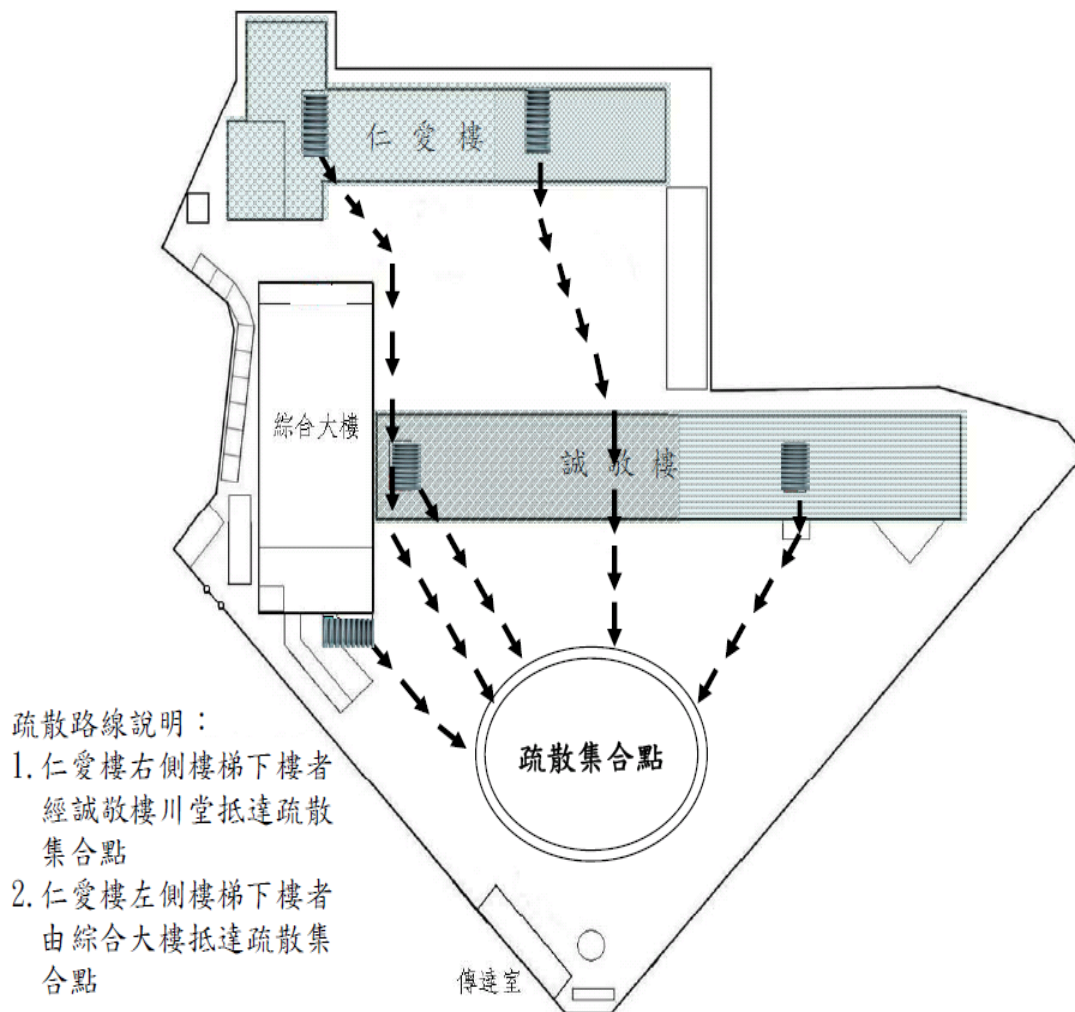 仁愛樓
綜合大樓
誠敬樓
疏散集合點
疏散路線說明：
1.仁愛樓右側樓梯下樓者
經誠敬樓川堂抵達疏散
集合點
2.仁愛樓左側樓梯下樓者
由綜合大樓抵達疏散集
合點
傳達室